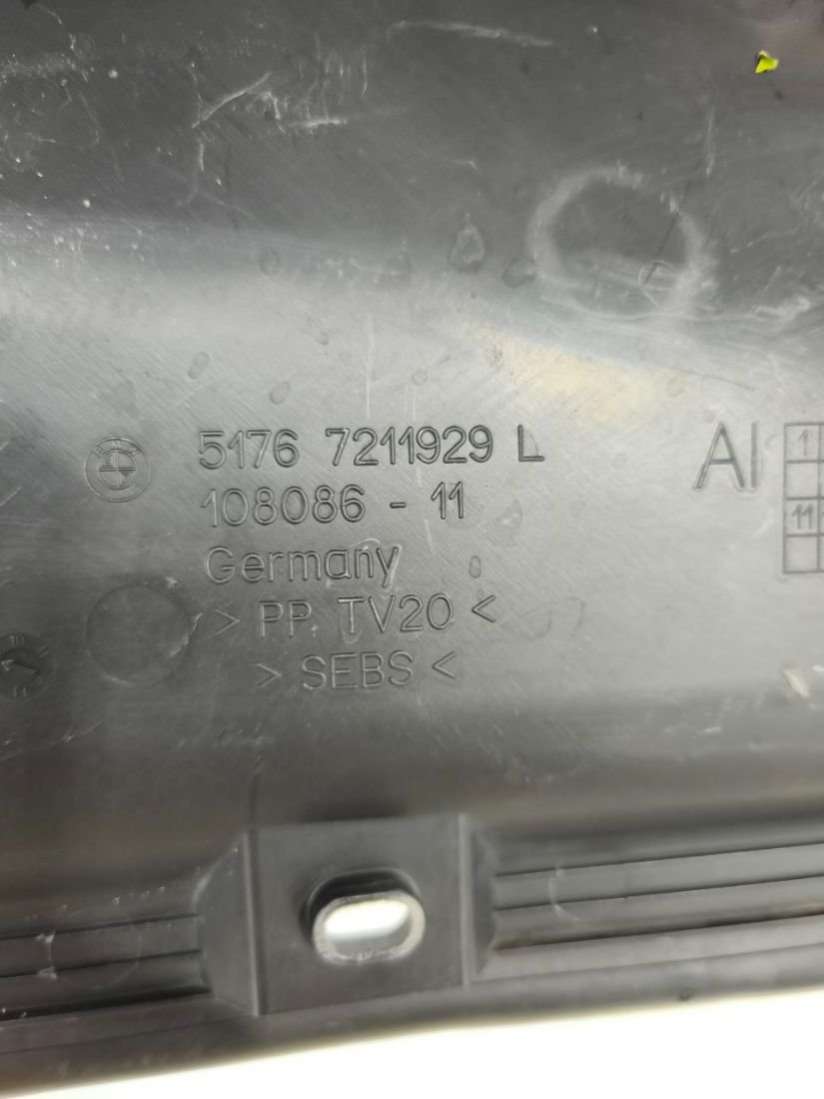 5176 7211929 L
108086 - 11
Germany
> PP TV20 <
> SEBS <
AI
1
11